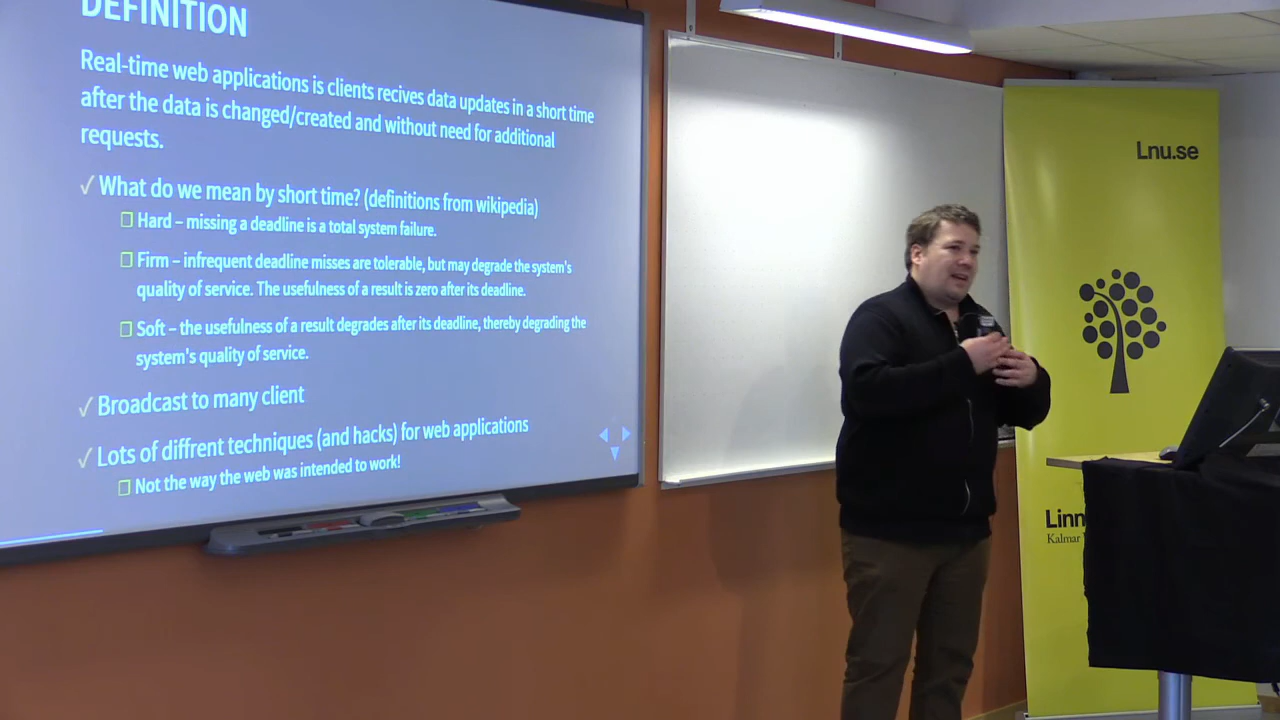 DEFINITION
Real-time web applications is clients recives data updates in a short time
after the data is changed/created and without need for additional
requests.
✓ What do we mean by short time? (definitions from wikipedia)
Hard – missing a deadline is a total system failure.
Firm – infrequent deadline misses are tolerable, but may degrade the system's
quality of service. The usefulness of a result is zero after its deadline.
Soft – the usefulness of a result degrades after its deadline, thereby degrading the
system's quality of service.
✓ Broadcast to many client
✓ Lots of diffrent techniques (and hacks) for web applications
Not the way the web was intended to work!
Lnu.se
Linn
Kalmar